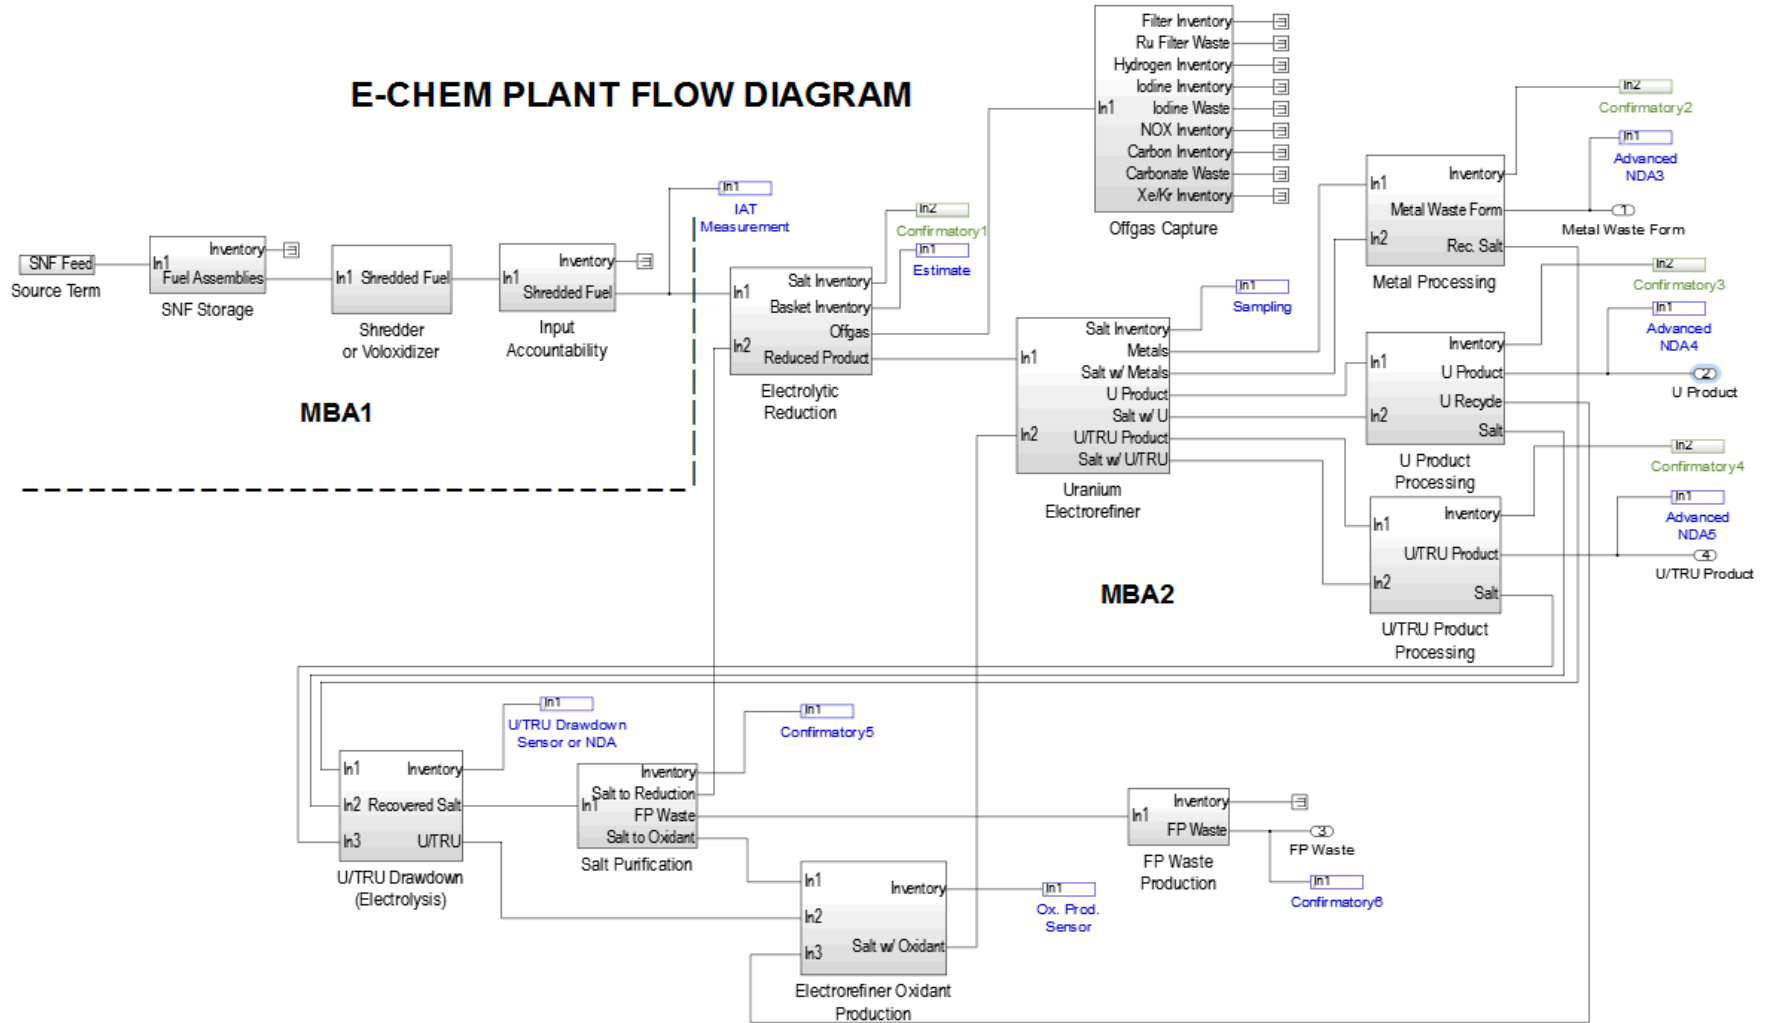 E-CHEM PLANT FLOW DIAGRAM
SNF Feed
Source Term
In1
Inventory
Fuel Assemblies
SNF Storage
In1
Shredded Fuel
Shredder
or Voloxidizer
In1
Inventory
Shredded Fuel
Input
Accountability
In1
IAT
Measurement
MBA1
In1
In2
Salt Inventory
Basket Inventory
Offgas
Reduced Product
Electrolytic
Reduction
In2
Confirmatory1
In1
Estimate
In1
Filter Inventory
Ru Filter Waste
Hydrogen Inventory
Iodine Inventory
Iodine Waste
NOX Inventory
Carbon Inventory
Carbonate Waste
Xe/Kr Inventory
Offgas Capture
In1
In2
Salt Inventory
Metals
Salt w/ Metals
U Product
Salt w/ U
U/TRU Product
Salt w/ U/TRU
Uranium
Electrorefiner
In1
Sampling
In1
In2
Inventory
Metal Waste Form
Rec. Salt
Metal Processing
In2
Confirmatory2
In1
Advanced
NDA3
1
Metal Waste Form
In1
In2
Inventory
U Product
U Recycle
Salt
U Product
Processing
In2
Confirmatory3
In1
Advanced
NDA4
2
U Product
In1
In2
Inventory
U/TRU Product
Salt
U/TRU Product
Processing
In2
Confirmatory4
In1
Advanced
NDA5
4
U/TRU Product
MBA2
In1
In2
In3
Inventory
Recovered Salt
U/TRU
U/TRU Drawdown
(Electrolysis)
In1
U/TRU Drawdown
Sensor or NDA
In1
Inventory
Salt to Reduction
FP Waste
Salt to Oxidant
Salt Purification
In1
Confirmatory5
In1
In2
In3
Inventory
Salt w/ Oxidant
Electrorefiner Oxidant
Production
In1
Ox. Prod.
Sensor
In1
Inventory
FP Waste
FP Waste
Production
3
FP Waste
In1
Confirmatory6